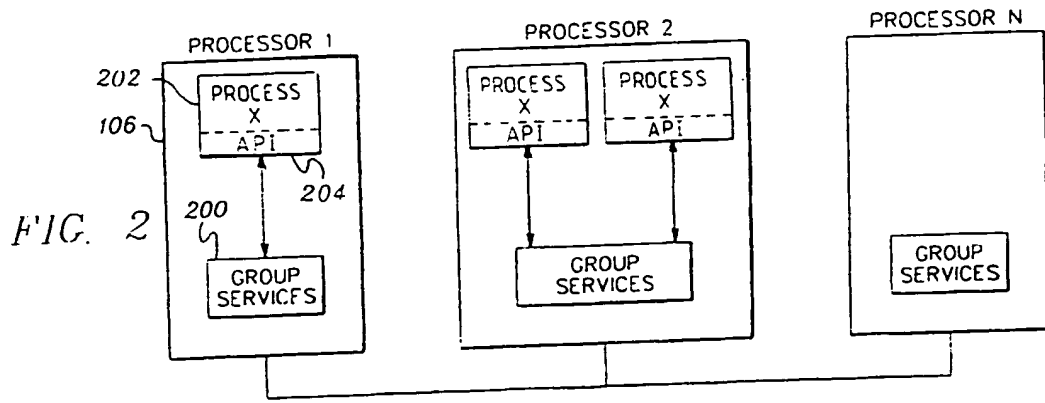 PROCESSOR 1
PROCESSOR 2
PROCESSOR N
202
PROCESS
X
API
PROCESS
X
API
PROCESS
X
API
106
204
FIG. 2
200
GROUP
SERVICES
GROUP
SERVICES
GROUP
SERVICES